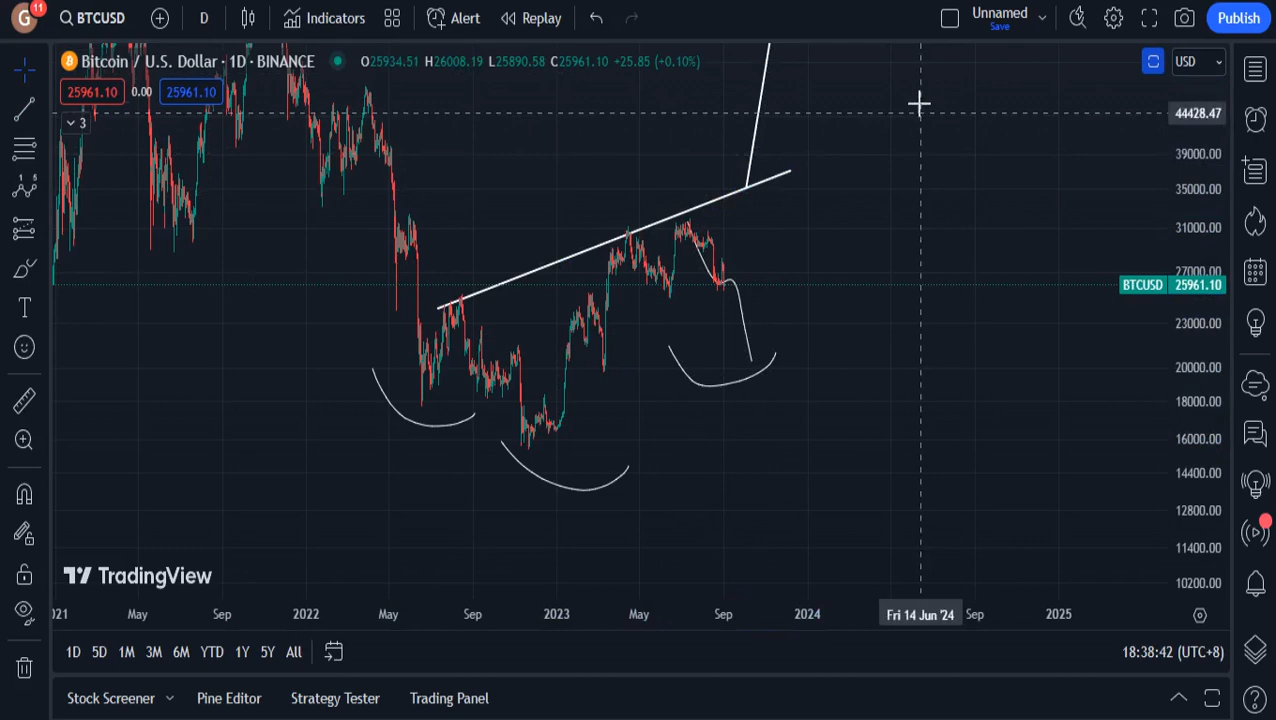 G 11 BTCUSD D Indicators Alert Replay Unnamed Save Publish
Bitcoin / U.S. Dollar · 1D · BINANCE O25934.51 H26008.19 L25890.58 C25961.10 +25.85 (+0.10%) USD
25961.10 0.00 25961.10
3
44428.47
39000.00
35000.00
31000.00
27000.00
BTCUSD 25961.10
23000.00
20000.00
18000.00
16000.00
14400.00
12800.00
11400.00
10200.00
TradingView
2021 May Sep 2022 May Sep 2023 May Sep 2024 Fri 14 Jun '24 Sep 2025
1D 5D 1M 3M 6M YTD 1Y 5Y All 18:38:42 (UTC+8)
Stock Screener Pine Editor Strategy Tester Trading Panel